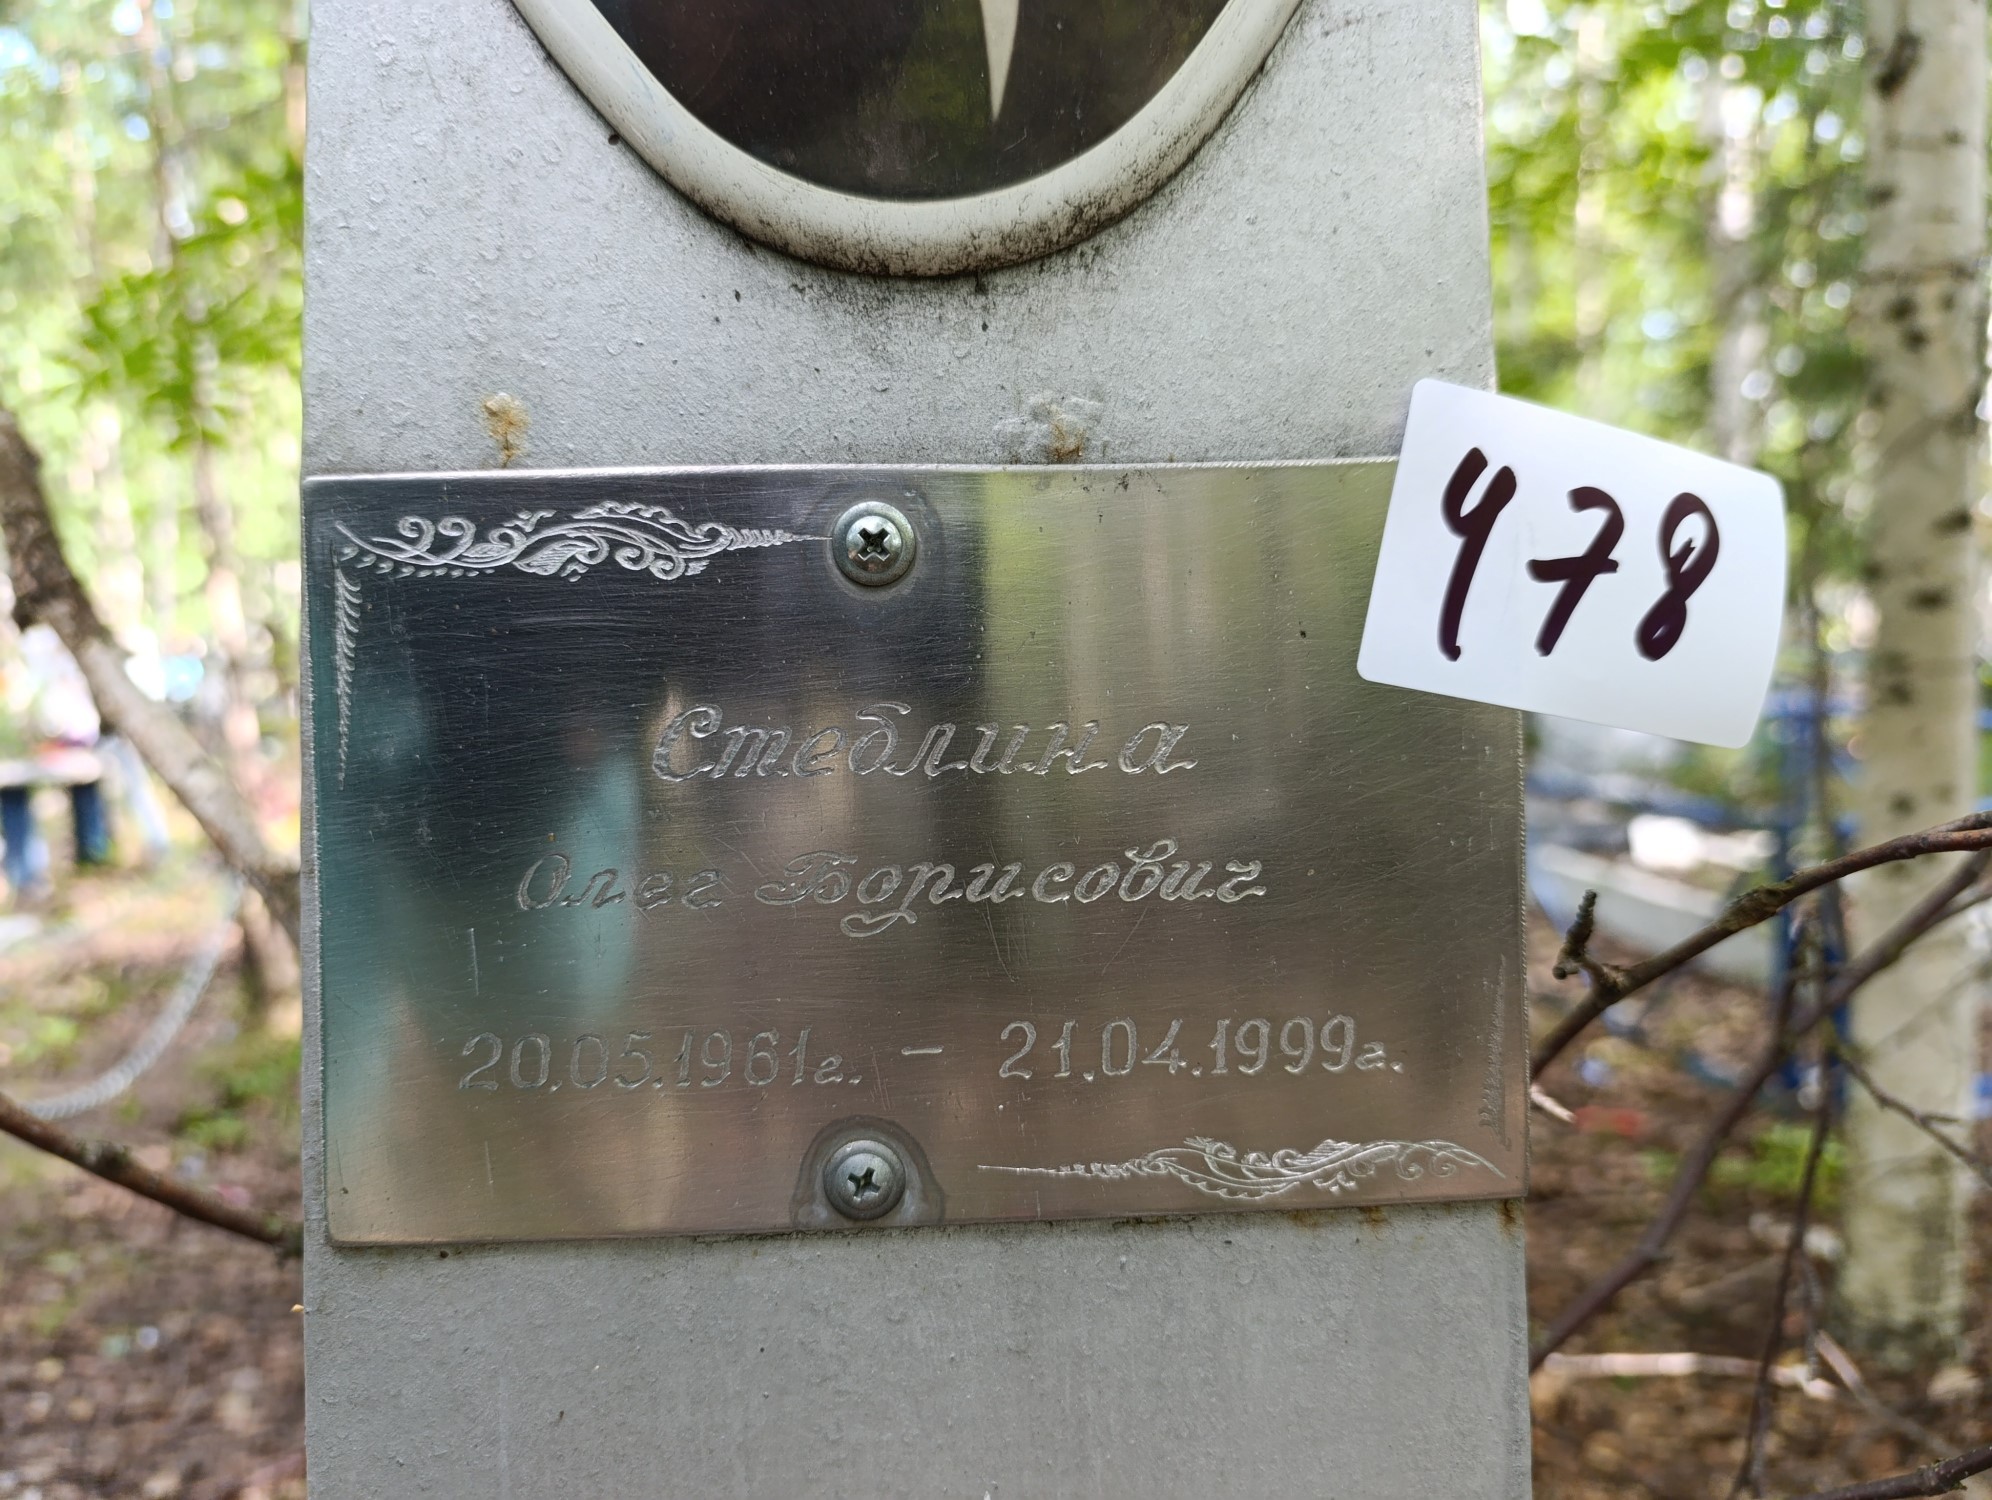 478
Стеблина
Олег Борисович
20.05.1961г. – 21.04.1999г.